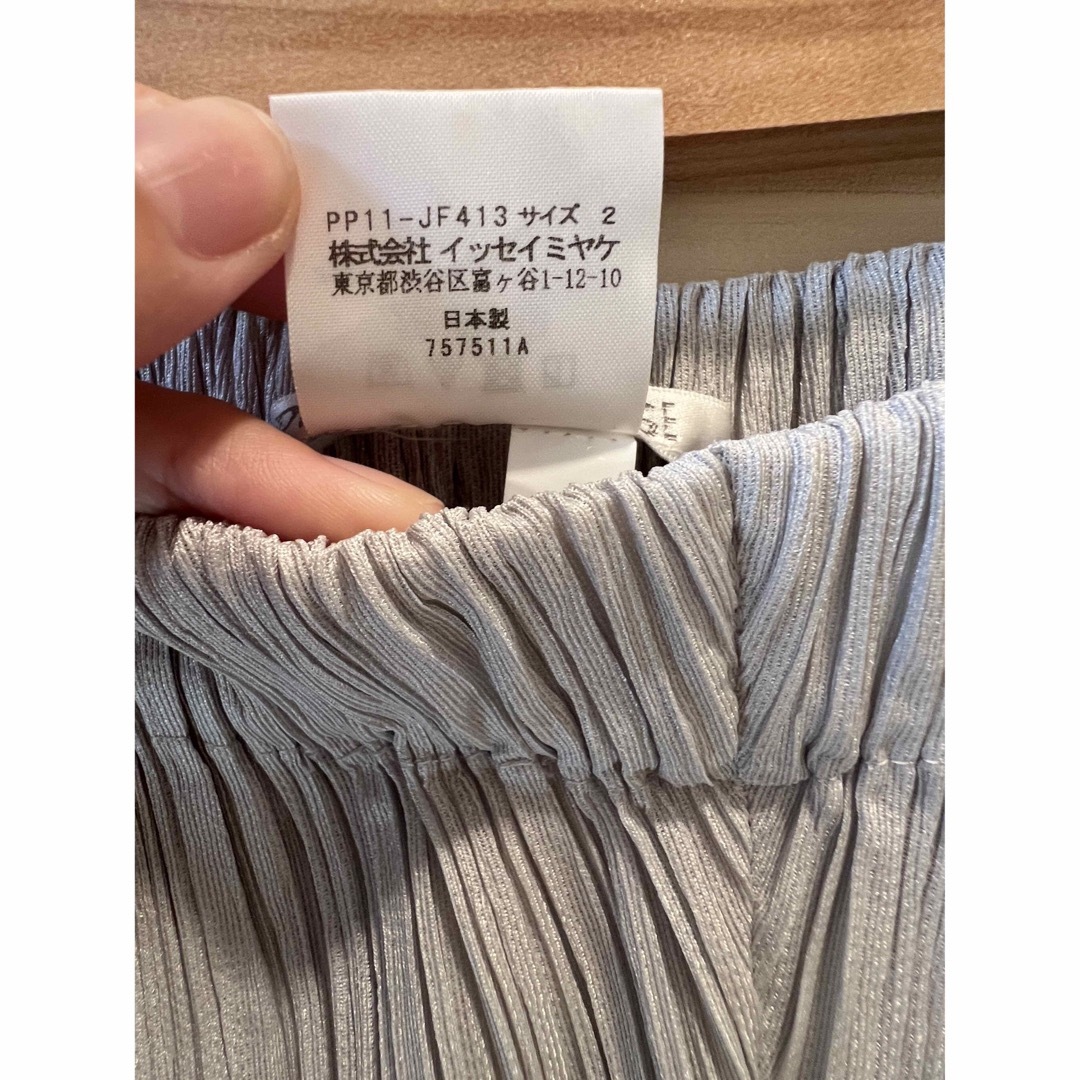 PP11-JF413 サイズ 2
株式会社 イッセイミヤケ
東京都渋谷区富ヶ谷1-12-10
日本製
757511A